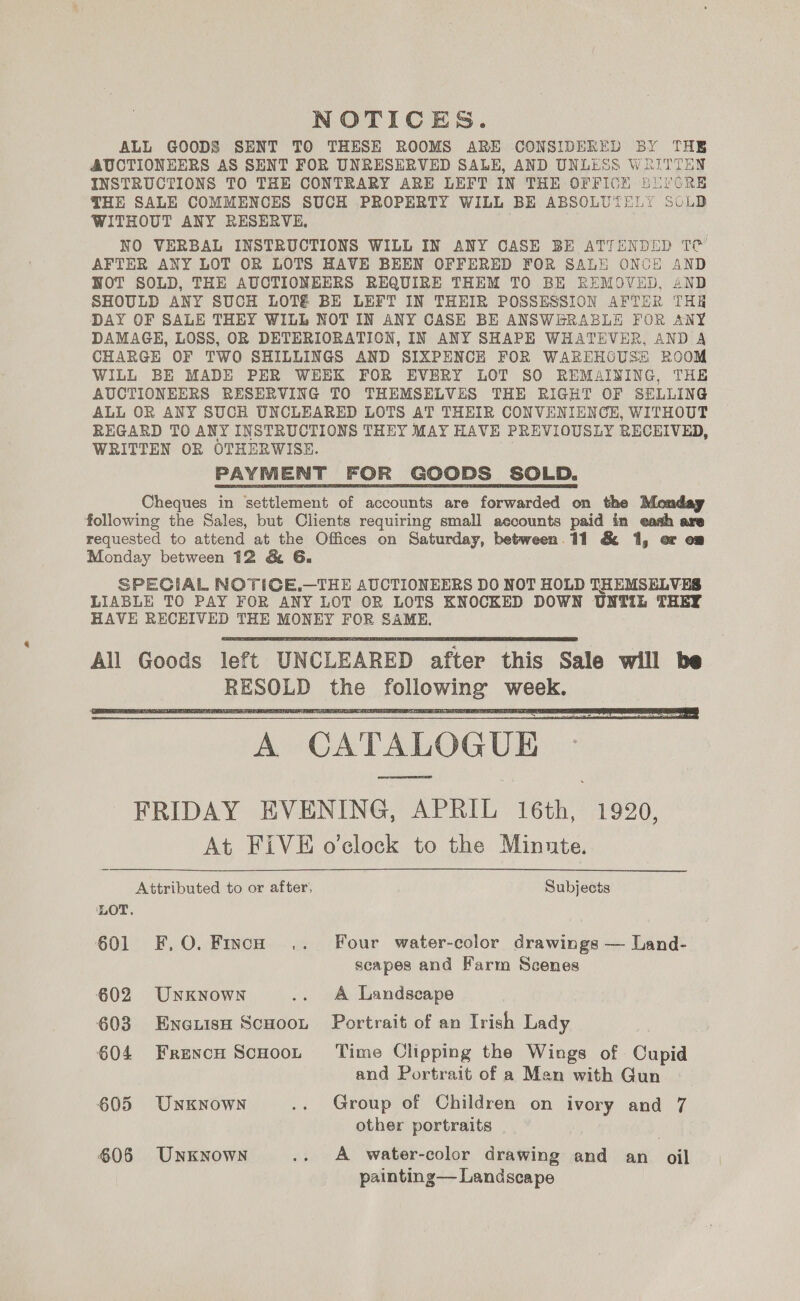 NOTICES.
ALL GOODS SENT TO THESE ROOMS ARE CONSIDERED BY THE
AUCTIONEERS AS SENT FOR UNRESERVED SALE, AND UNLESS WRITTEN
INSTRUCTIONS TO THE CONTRARY ARE LEFT IN THE OFFICE BEFORE
THE SALE COMMENCES SUCH PROPERTY WILL BE ABSOLUTELY SOLD
WITHOUT ANY RESERVE.
NO VERBAL INSTRUCTIONS WILL IN ANY CASE BE ATTENDED TO
AFTER ANY LOT OR LOTS HAVE BEEN OFFERED FOR SALE ONCE AND
NOT SOLD, THE AUCTIONEERS REQUIRE THEM TO BE REMOVED, AND
SHOULD ANY SUCH LOTS BE LEFT IN THEIR POSSESSION AFTER THE
DAY OF SALE THEY WILL NOT IN ANY CASE BE ANSWERABLE FOR ANY
DAMAGE, LOSS, OR DETERIORATION, IN ANY SHAPE WHATEVER, AND A
CHARGE OF TWO SHILLINGS AND SIXPENCE FOR WAREHOUSE ROOM
WILL BE MADE PER WEEK FOR EVERY LOT SO REMAINING, THE
AUCTIONEERS RESERVING TO THEMSELVES THE RIGHT OF SELLING
ALL OR ANY SUCH UNCLEARED LOTS AT THEIR CONVENIENCE, WITHOUT
REGARD TO ANY INSTRUCTIONS THEY MAY HAVE PREVIOUSLY RECEIVED,
WRITTEN OR OTHERWISE.
PAYMENT FOR GOODS SOLD.
Cheques in settlement of accounts are forwarded on the Monday
following the Sales, but Clients requiring small accounts paid in cash are
requested to attend at the Offices on Saturday, between 11 & 1, or on
Monday between 12 & 6.
SPECIAL NOTICE.—THE AUCTIONEERS DO NOT HOLD THEMSELVES
LIABLE TO PAY FOR ANY LOT OR LOTS KNOCKED DOWN UNTIL THEY
HAVE RECEIVED THE MONEY FOR SAME.
All Goods left UNCLEARED after this Sale will be
RESOLD the following week.
A CATALOGUE
FRIDAY EVENING, APRIL 16th, 1920,
At FIVE o'clock to the Minute.
Attributed to or after, Subjects
LOT.
601 F. O. FINCH .. Four water-color drawings — Land-
scapes and Farm Scenes
602 UNKNOWN .. A Landscape
603 ENGLISH SCHOOL Portrait of an Irish Lady
604 FRENCH SCHOOL Time Clipping the Wings of Cupid
and Portrait of a Man with Gun
605 UNKNOWN .. Group of Children on ivory and 7
other portraits
606 UNKNOWN .. A water-color drawing and an oil
painting—Landscape